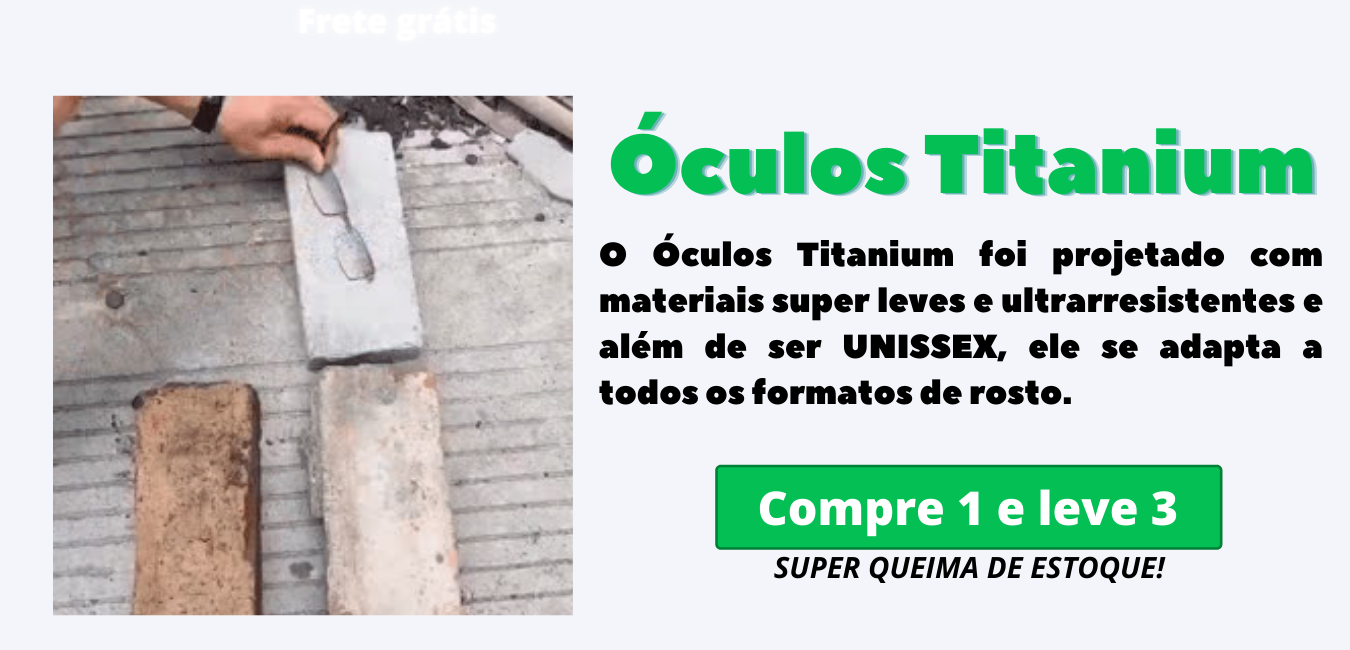 Frete grátis
Óculos Titanium
O Óculos Titanium foi projetado com
materiais super leves e ultrarresistentes e
além de ser UNISSEX, ele se adapta a
todos os formatos de rosto.
Compre 1 e leve 3
SUPER QUEIMA DE ESTOQUE!